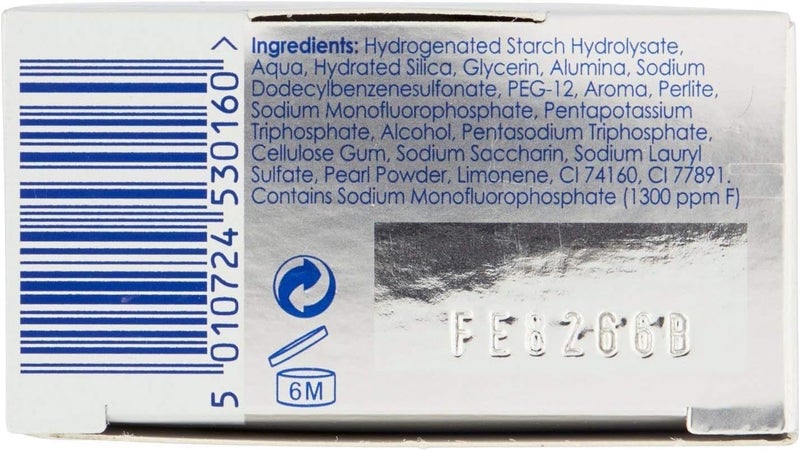 Ingredients: Hydrogenated Starch Hydrolysate,
Aqua, Hydrated Silica, Glycerin, Alumina, Sodium
Dodecylbenzenesulfonate, PEG-12, Aroma, Perlite,
Sodium Monofluorophosphate, Pentapotassium
Triphosphate, Alcohol, Pentasodium Triphosphate,
Cellulose Gum, Sodium Saccharin, Sodium Lauryl
Sulfate, Pearl Powder, Limonene, CI 74160, CI 77891.
Contains Sodium Monofluorophosphate (1300 ppm F)
5 010724 530160 >
FE8266B
6M